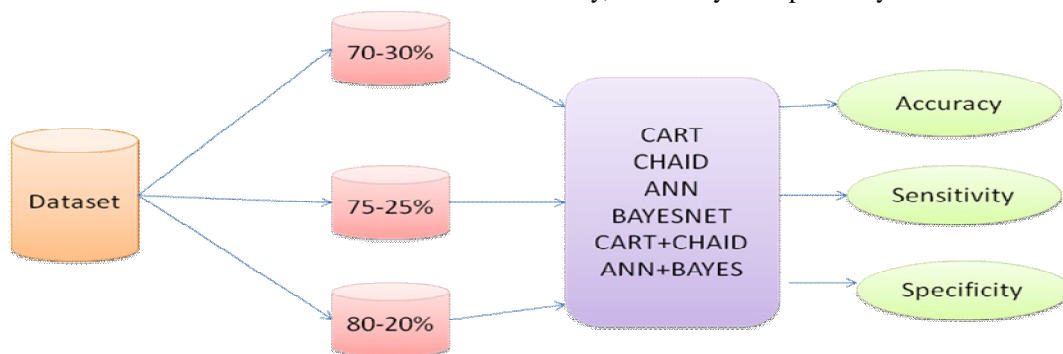 70-30%
Dataset
75-25%
80-20%
CART
CHAID
ANN
BAYESNET
CART+CHAID
ANN+BAYES
Accuracy
Sensitivity
Specificity